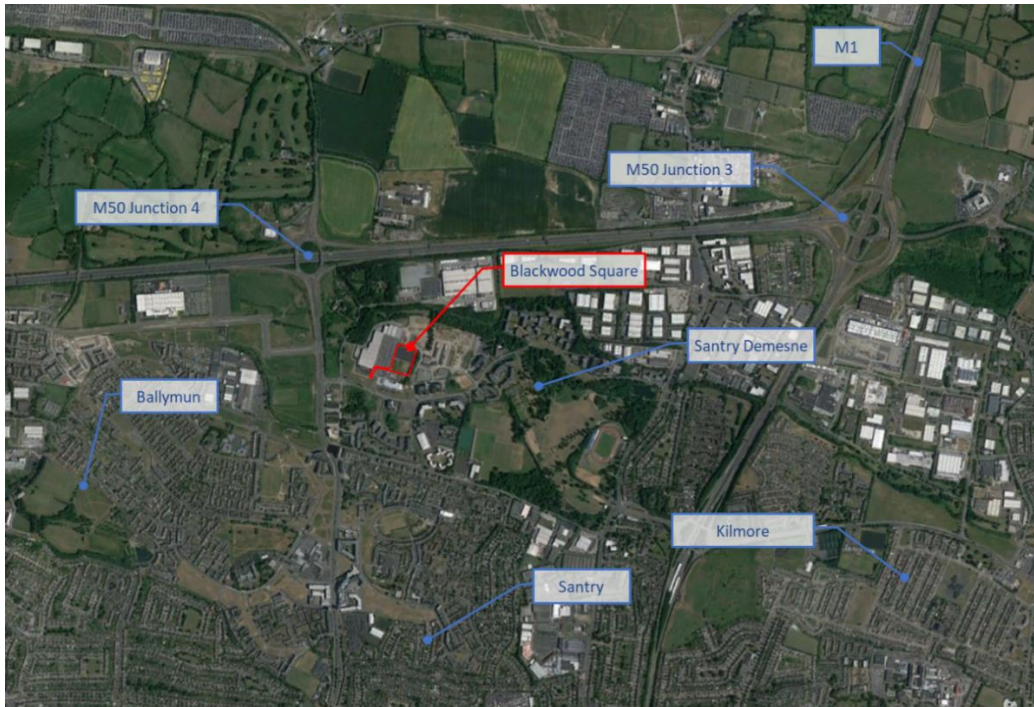 M1
M50 Junction 3
M50 Junction 4
Blackwood Square
Santry Demesne
Ballymun
Kilmore
Santry